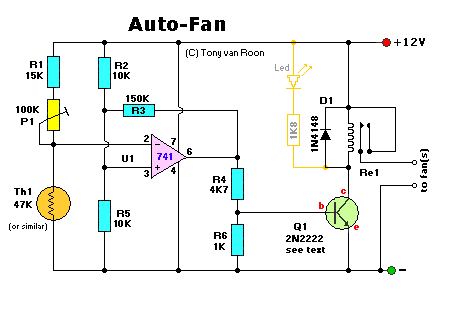 Auto-Fan
(C) Tony van Roon
+12V
R1
15K
R2
10K
Led
D1
150K
R3
100K
P1
1K8
1N4148
2
7
-
741
6
U1
+
3
4
Re1
to fan(s)
Th1
47K
(or similar)
R4
4K7
R5
10K
R6
1K
c
b
e
Q1
2N2222
see text
-